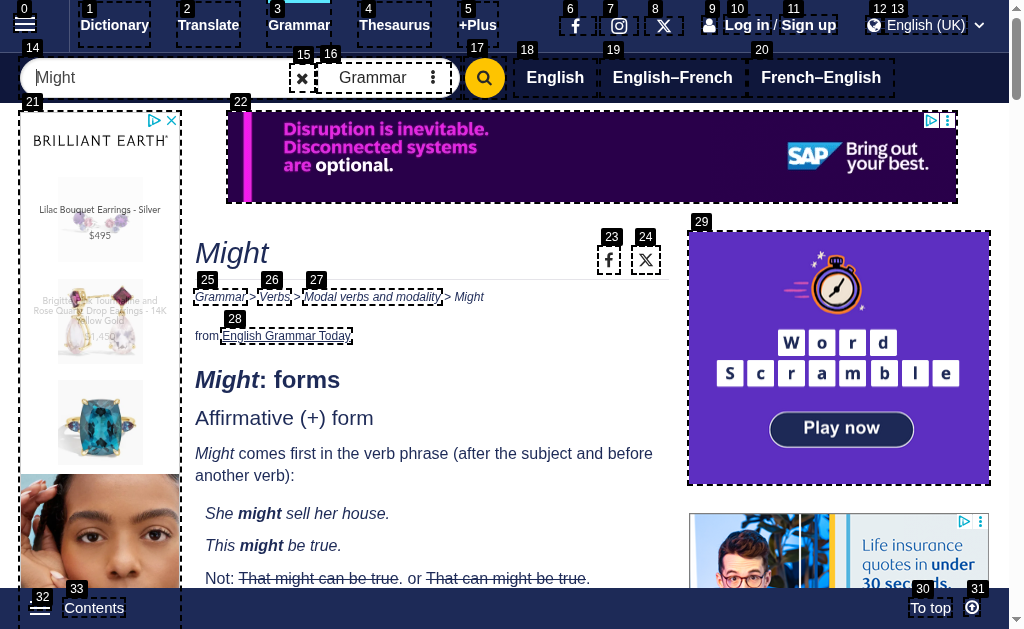 0 1 2 3 4 5 6 7 8 9 10 11 12 13
Dictionary Translate Grammar Thesaurus +Plus Log in / Sign up English (UK)
14 15 16 17 18 19 20
Might Grammar English English–French French–English
21 22
BRILLIANT EARTH
Lilac Bouquet Earrings - Silver
$495
Rose Quartz Drop Earrings - 14K
Yellow Gold
Disruption is inevitable.
Disconnected systems
are optional.
SAP Bring out
your best.
23 24 29
Might
25 26 27
Grammar > Verbs > Modal verbs and modality > Might
28
from English Grammar Today
Might: forms
Affirmative (+) form
Might comes first in the verb phrase (after the subject and before
another verb):
She might sell her house.
This might be true.
Not: That might can be true. or That can might be true.
Word
Scramble
Play now
Life insurance
quotes in under
30 seconds.
32 33 30 31
Contents To top